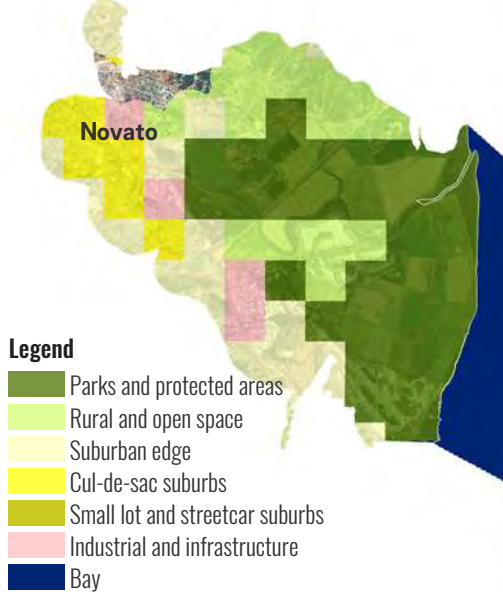 Novato
Legend
Parks and protected areas
Rural and open space
Suburban edge
Cul-de-sac suburbs
Small lot and streetcar suburbs
Industrial and infrastructure
Bay